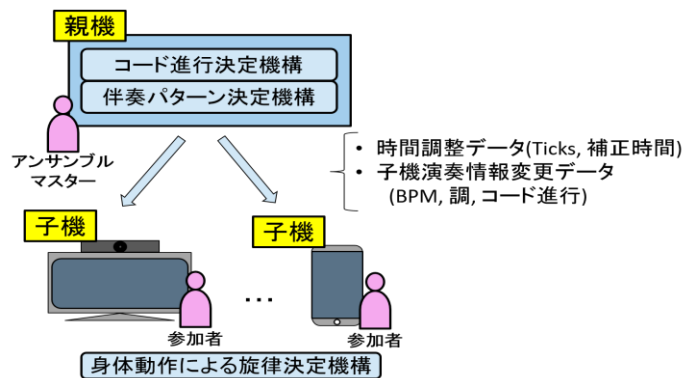 親機
コード進行決定機構
伴奏パターン決定機構
アンサンブル
マスター
・ 時間調整データ(Ticks, 補正時間)
・ 子機演奏情報変更データ
(BPM, 調, コード進行)
子機
子機
…
参加者
参加者
身体動作による旋律決定機構